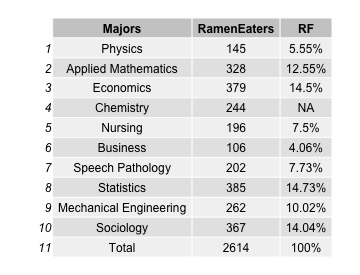 Majors RamenEaters RF
1 Physics 145 5.55%
2 Applied Mathematics 328 12.55%
3 Economics 379 14.5%
4 Chemistry 244 NA
5 Nursing 196 7.5%
6 Business 106 4.06%
7 Speech Pathology 202 7.73%
8 Statistics 385 14.73%
9 Mechanical Engineering 262 10.02%
10 Sociology 367 14.04%
11 Total 2614 100%